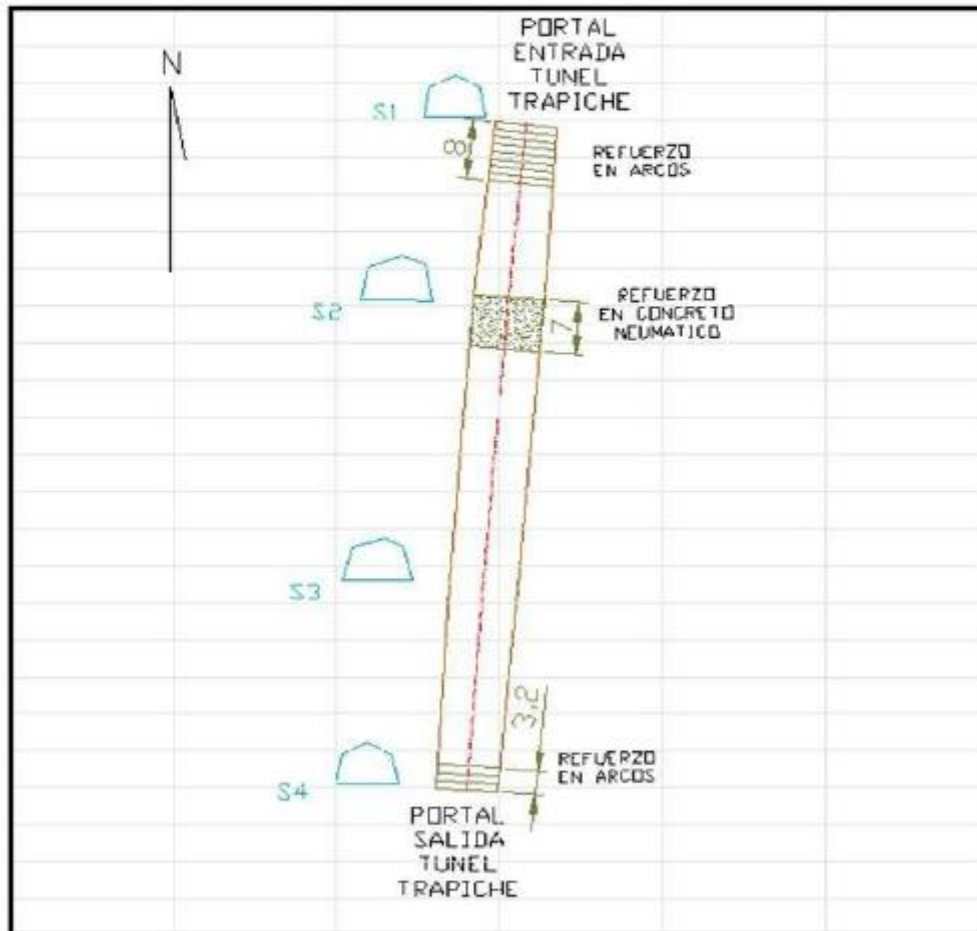 PORTAL
ENTRADA
TUNEL
TRAPICHE
N
S1
8
REFUERZO
EN ARCOS
S2
REFUERZO
EN CONCRETO
NEUMATICO
7
S3
3,2
REFUERZO
EN ARCOS
S4
PORTAL
SALIDA
TUNEL
TRAPICHE